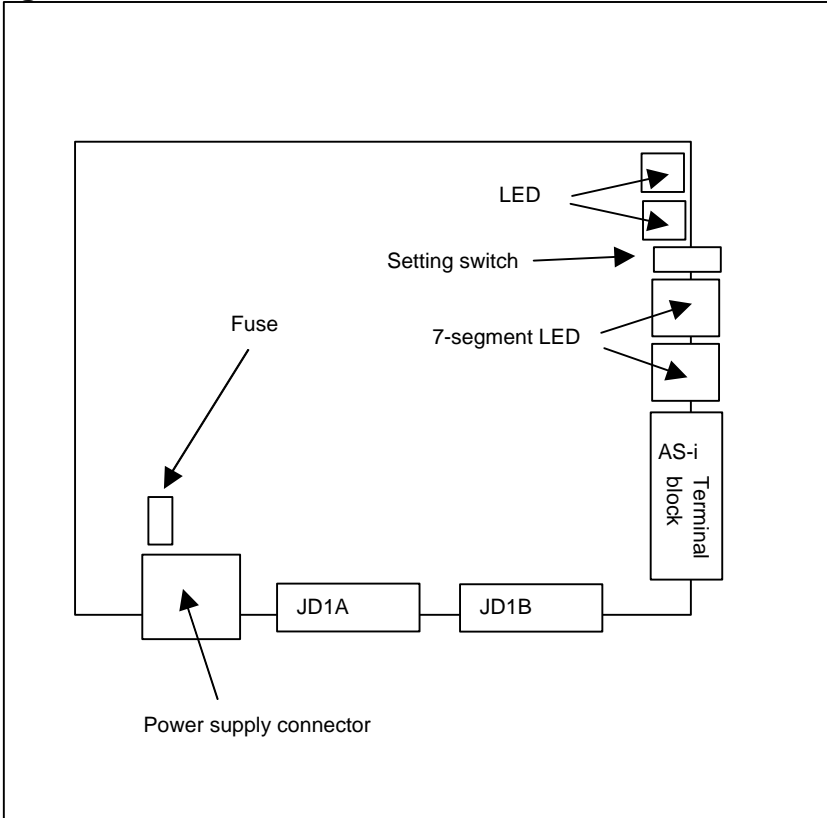 LED
Setting switch
Fuse
7-segment LED
AS-i
Terminal
block
JD1A
JD1B
Power supply connector